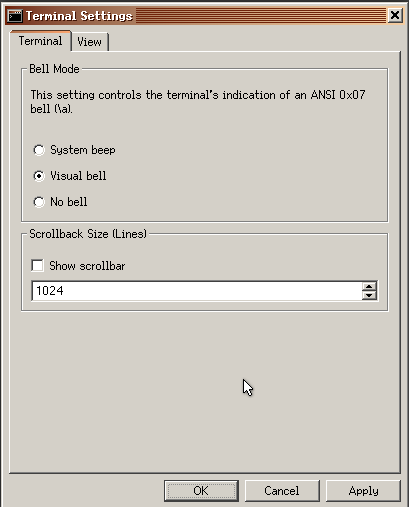 Terminal Settings
Terminal
View
Bell Mode
This setting controls the terminal's indication of an ANSI 0x07
bell (\a).
System beep
Visual bell
No bell
Scrollback Size (Lines)
Show scrollbar
1024
OK
Cancel
Apply